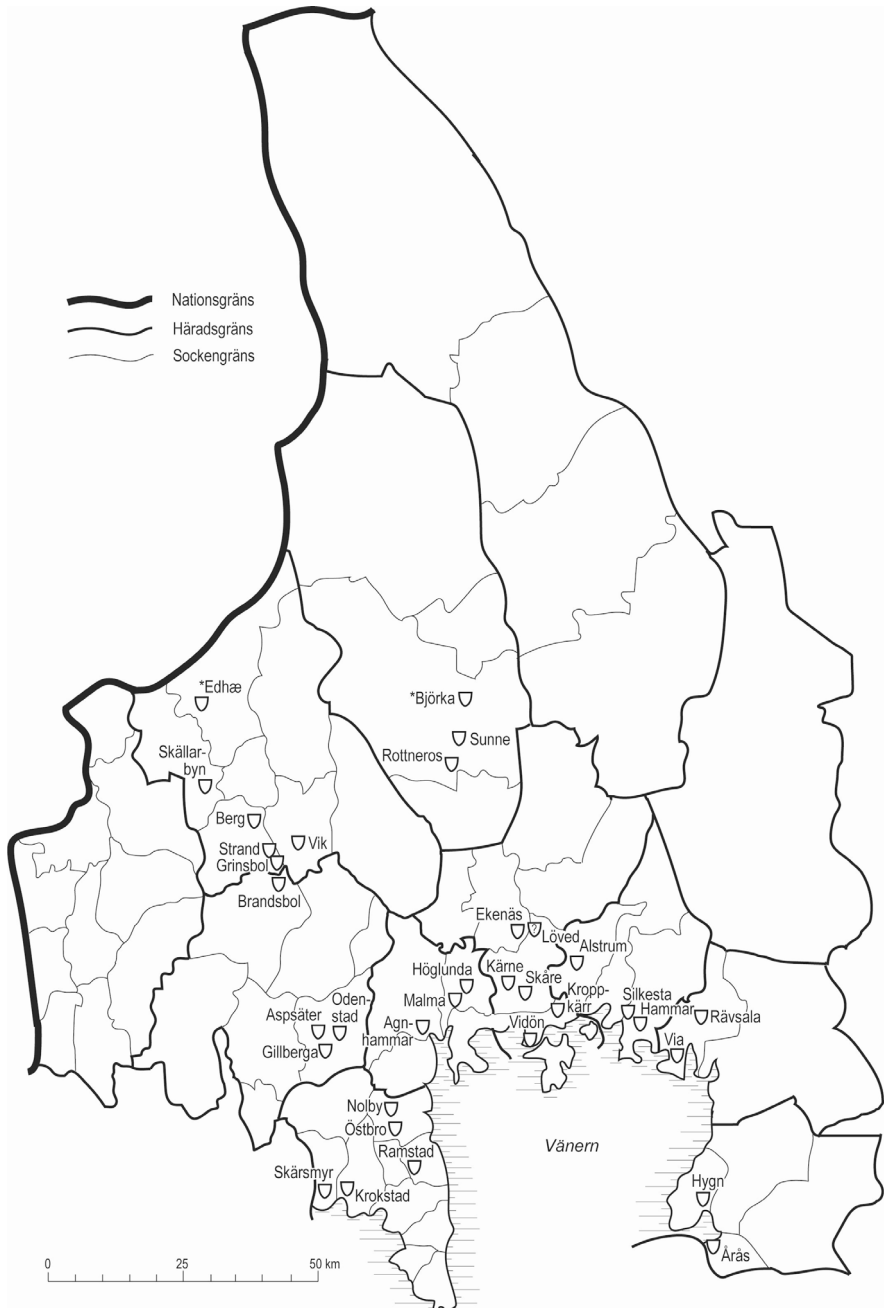 Nationsgräns
Häradsgräns
Sockengräns
*Edhæ
*Björka
Sunne
Rottneros
Skällar-
byn
Berg
Vik
Strand
Grinsbol
Brandsbol
Ekenäs
?
Löved
Alstrum
Höglunda
Kärne
Skåre
Malma
Kropp-
kärr
Silkesta
Hammar
Rävsala
Aspsäter
Oden-
stad
Agn-
hammar
Vidön
Via
Gillberga
Nolby
Östbro
Vänern
Ramstad
Skärsmyr
Krokstad
Hygn
Årås
0 25 50 km